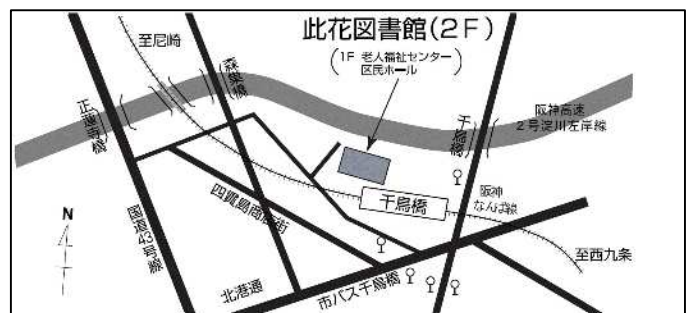 此花図書館(2F)
(1F 老人福祉センター
区民ホール)
至尼崎
森巣橋
正蓮寺橋
千鳥橋
阪神高速
2号淀川左岸線
四貫島商店街
千鳥橋
阪神
なんば線
N
国道43号線
北港通
市バス千鳥橋
至西九条